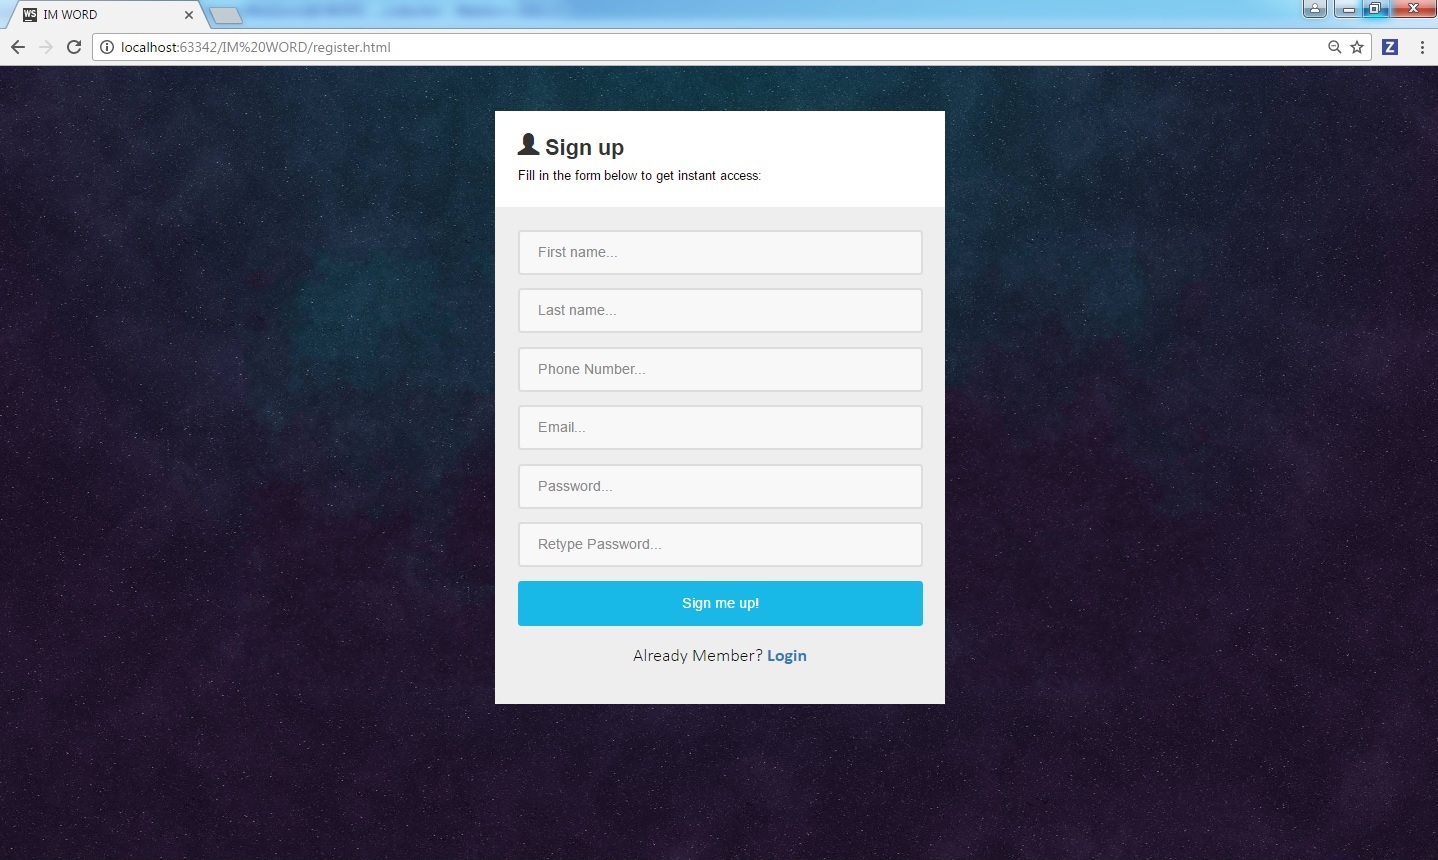 WS IM WORD
localhost:63342/IM%20WORD/register.html
Z
Sign up
Fill in the form below to get instant access:
First name...
Last name...
Phone Number...
Email...
Password...
Retype Password...
Sign me up!
Already Member? Login